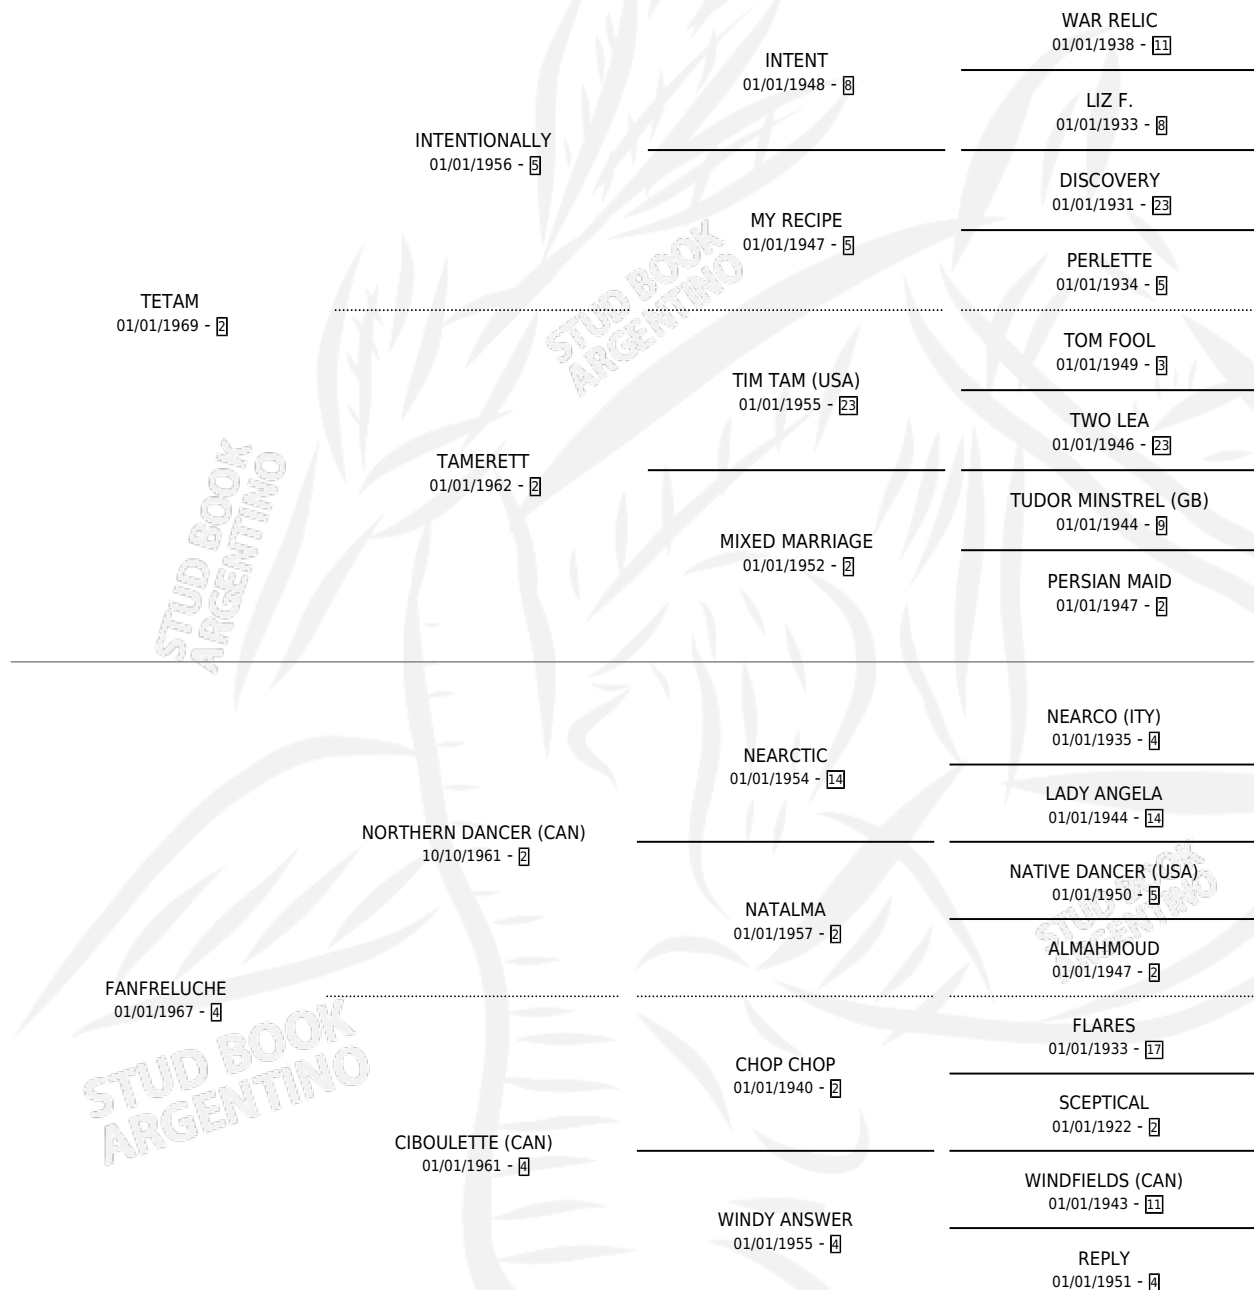 WAR RELIC
01/01/1938 - 11
INTENT
01/01/1948 - 8
LIZ F.
01/01/1933 - 8
INTENTIONALLY
01/01/1956 - 5
DISCOVERY
01/01/1931 - 23
MY RECIPE
01/01/1947 - 5
PERLETTE
01/01/1934 - 5
TETAM
01/01/1969 - 2
TOM FOOL
01/01/1949 - 3
TIM TAM (USA)
01/01/1955 - 23
TWO LEA
01/01/1946 - 23
TAMERETT
01/01/1962 - 2
TUDOR MINSTREL (GB)
01/01/1944 - 9
MIXED MARRIAGE
01/01/1952 - 2
PERSIAN MAID
01/01/1947 - 2
NEARCO (ITY)
01/01/1935 - 4
NEARCTIC
01/01/1954 - 14
LADY ANGELA
01/01/1944 - 14
NORTHERN DANCER (CAN)
10/10/1961 - 2
NATIVE DANCER (USA)
01/01/1950 - 5
NATALMA
01/01/1957 - 2
ALMAHMOUD
01/01/1947 - 2
FANFRELUCHE
01/01/1967 - 4
FLARES
01/01/1933 - 17
CHOP CHOP
01/01/1940 - 2
SCEPTICAL
01/01/1922 - 2
CIBOULETTE (CAN)
01/01/1961 - 4
WINDFIELDS (CAN)
01/01/1943 - 11
WINDY ANSWER
01/01/1955 - 4
REPLY
01/01/1951 - 4
STUD BOOK
ARGENTINO
STUD BOOK
ARGENTINO
STUD BOOK
ARGENTINO
STUD BOOK
ARGENTINO